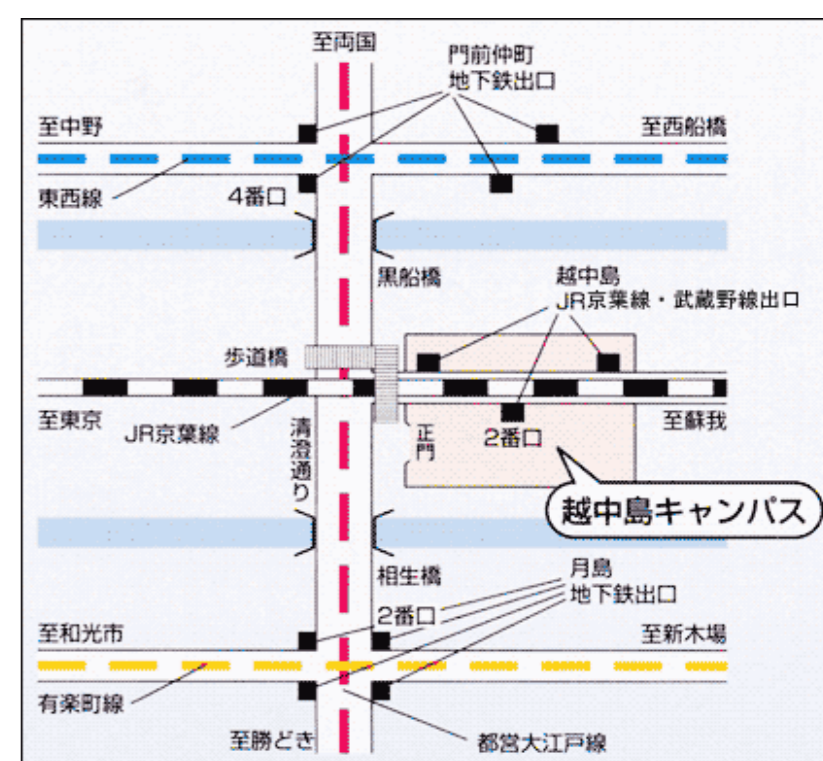 至両国
門前仲町
地下鉄出口
至中野
至西船橋
東西線
4番口
黒船橋
越中島
JR京葉線・武蔵野線出口
歩道橋
至東京
JR京葉線
清澄通り
正門
2番口
至蘇我
越中島キャンパス
相生橋
月島
地下鉄出口
2番口
至和光市
至新木場
有楽町線
至勝どき
都営大江戸線